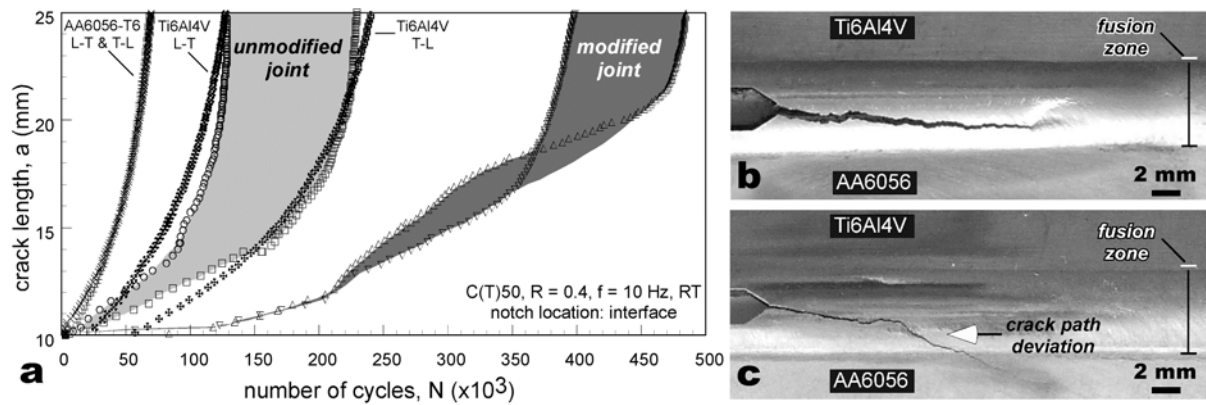 25
20
15
10
crack length, a (mm)
AA6056-T6
L-T & T-L
Ti6Al4V
L-T
unmodified
joint
Ti6Al4V
T-L
modified
joint
C(T)50, R = 0.4, f = 10 Hz, RT
notch location: interface
0 50 100 150 200 250 300 350 400 450 500
number of cycles, N (x10³)
a
Ti6Al4V
fusion
zone
AA6056
2 mm
b
Ti6Al4V
fusion
zone
crack path
deviation
AA6056
2 mm
c